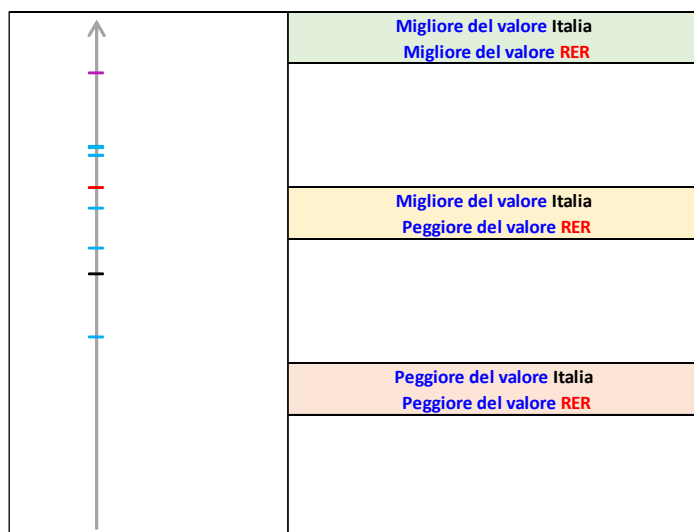 Migliore del valore Italia
Migliore del valore RER
Migliore del valore Italia
Peggiore del valore RER
Peggiore del valore Italia
Peggiore del valore RER